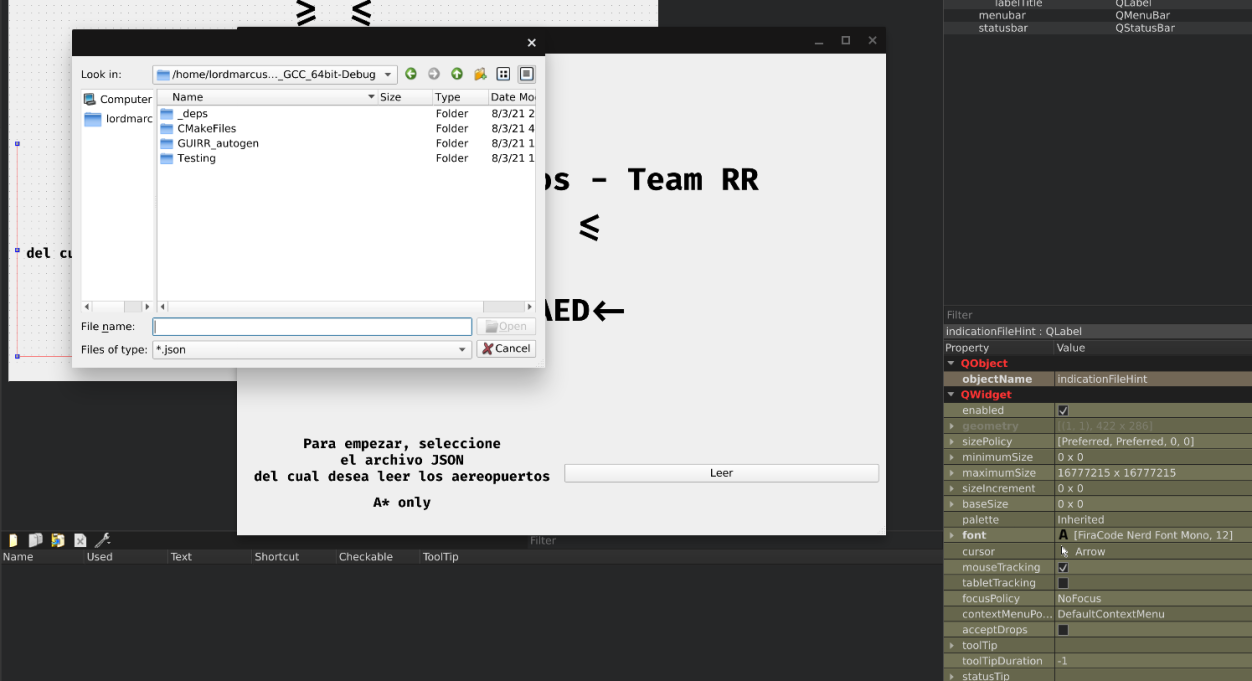 ⩾ ⩽
labelTitle QLabel
menubar QMenuBar
statusbar QStatusBar
Look in: /home/lordmarcus..._GCC_64bit-Debug
Computer
lordmarc
Name Size Type Date Mo
_deps Folder 8/3/21 2
CMakeFiles Folder 8/3/21 4
GUIRR_autogen Folder 8/3/21 1
Testing Folder 8/3/21 1
File name: Open
Files of type: *.json Cancel
del cu
os - Team RR
⩽
AED←
Para empezar, seleccione
el archivo JSON
del cual desea leer los aereopuertos
A* only
Leer
Filter
Name Used Text Shortcut Checkable ToolTip
Filter
indicationFileHint : QLabel
Property Value
QObject
objectName indicationFileHint
QWidget
enabled
geometry [(1, 1), 422 x 286]
sizePolicy [Preferred, Preferred, 0, 0]
minimumSize 0 x 0
maximumSize 16777215 x 16777215
sizeIncrement 0 x 0
baseSize 0 x 0
palette Inherited
font A [FiraCode Nerd Font Mono, 12]
cursor Arrow
mouseTracking
tabletTracking
focusPolicy NoFocus
contextMenuPo... DefaultContextMenu
acceptDrops
toolTip
toolTipDuration -1
statusTip